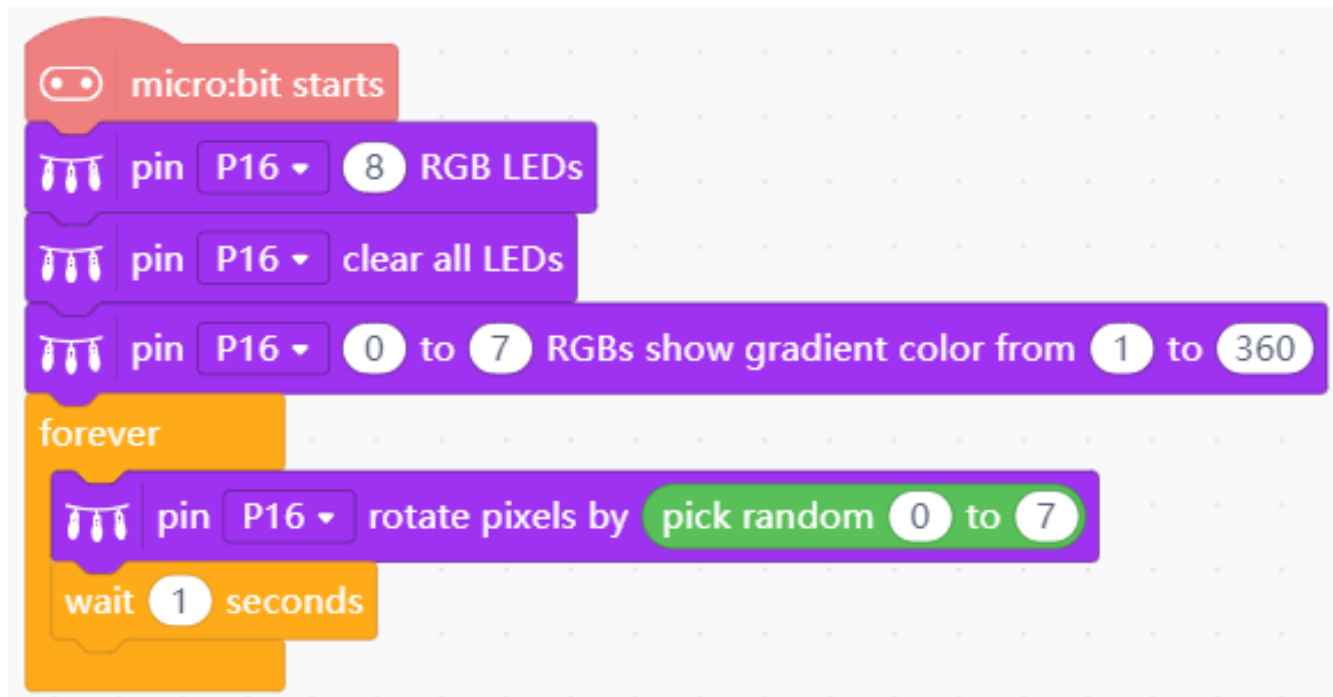 micro:bit starts
pin P16 8 RGB LEDs
pin P16 clear all LEDs
pin P16 0 to 7 RGBs show gradient color from 1 to 360
forever
pin P16 rotate pixels by pick random 0 to 7
wait 1 seconds